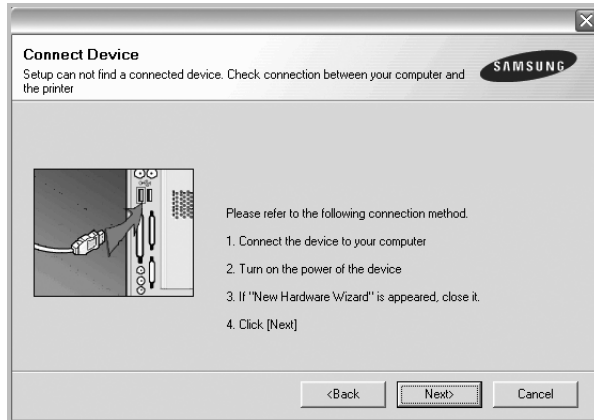 Connect Device
Setup can not find a connected device. Check connection between your computer and
the printer
SAMSUNG
Please refer to the following connection method.
1. Connect the device to your computer
2. Turn on the power of the device
3. If "New Hardware Wizard" is appeared, close it.
4. Click [Next]
<Back
Next>
Cancel